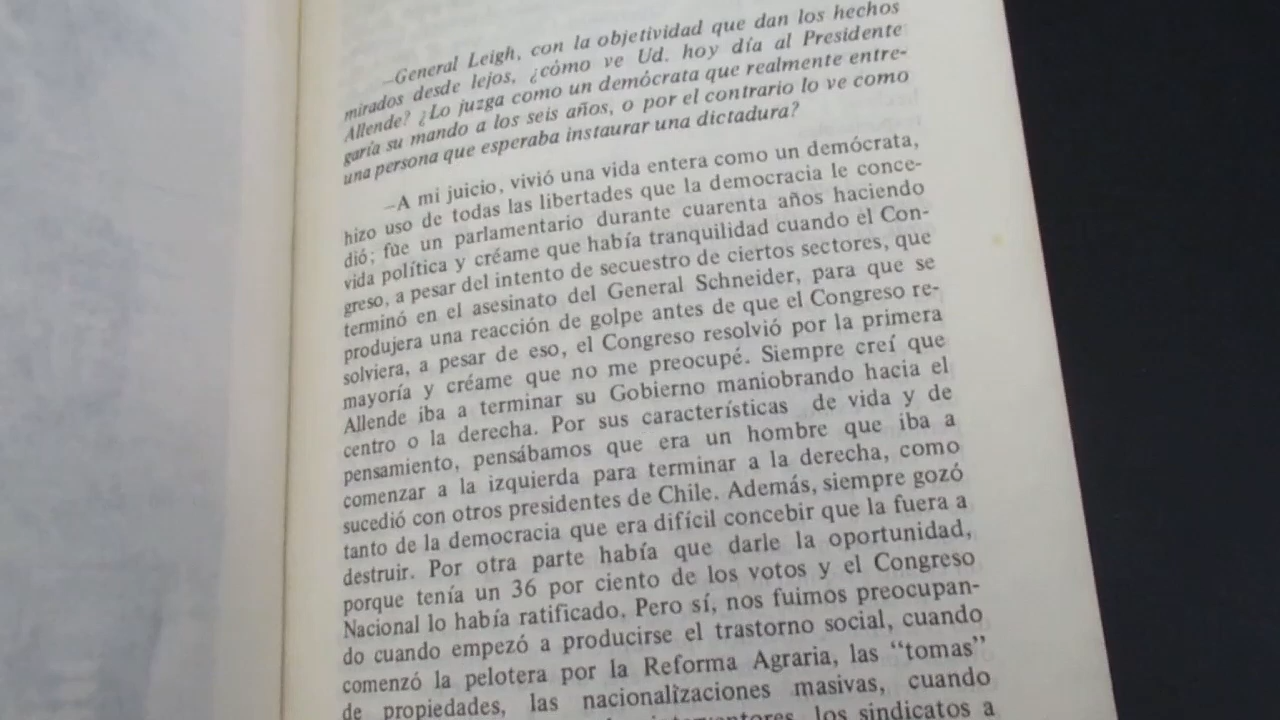 —General Leigh, con la objetividad que dan los hechos
mirados desde lejos, ¿cómo ve Ud. hoy día al Presidente
Allende? ¿Lo juzga como un demócrata que realmente entre-
garía su mando a los seis años, o por el contrario lo ve como
una persona que esperaba instaurar una dictadura?
—A mi juicio, vivió una vida entera como un demócrata,
hizo uso de todas las libertades que la democracia le conce-
dió; fue un parlamentario durante cuarenta años haciendo
vida política y créame que había tranquilidad cuando el Con-
greso, a pesar del intento de secuestro de ciertos sectores, que
terminó en el asesinato del General Schneider, para que se
produjera una reacción de golpe antes de que el Congreso re-
solviera, a pesar de eso, el Congreso resolvió por la primera
mayoría y créame que no me preocupé. Siempre creí que
Allende iba a terminar su Gobierno maniobrando hacia el
centro o la derecha. Por sus características de vida y de
pensamiento, pensábamos que era un hombre que iba a
comenzar a la izquierda para terminar a la derecha, como
sucedió con otros presidentes de Chile. Además, siempre gozó
tanto de la democracia que era difícil concebir que la fuera a
destruir. Por otra parte había que darle la oportunidad,
porque tenía un 36 por ciento de los votos y el Congreso
Nacional lo había ratificado. Pero sí, nos fuimos preocupan-
do cuando empezó a producirse el trastorno social, cuando
comenzó la pelotera por la Reforma Agraria, las “tomas”
de propiedades, las nacionalizaciones masivas, cuando
los sindicatos a